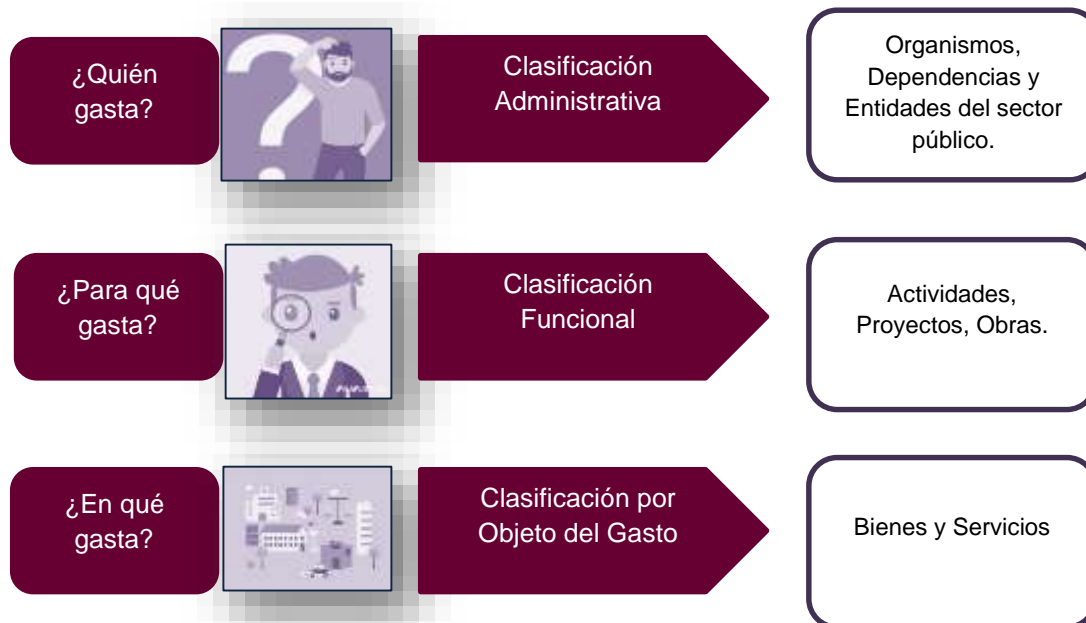 ¿Quién
gasta?
Clasificación
Administrativa
Organismos,
Dependencias y
Entidades del sector
público.
¿Para qué
gasta?
Clasificación
Funcional
Actividades,
Proyectos, Obras.
¿En qué
gasta?
Clasificación por
Objeto del Gasto
Bienes y Servicios